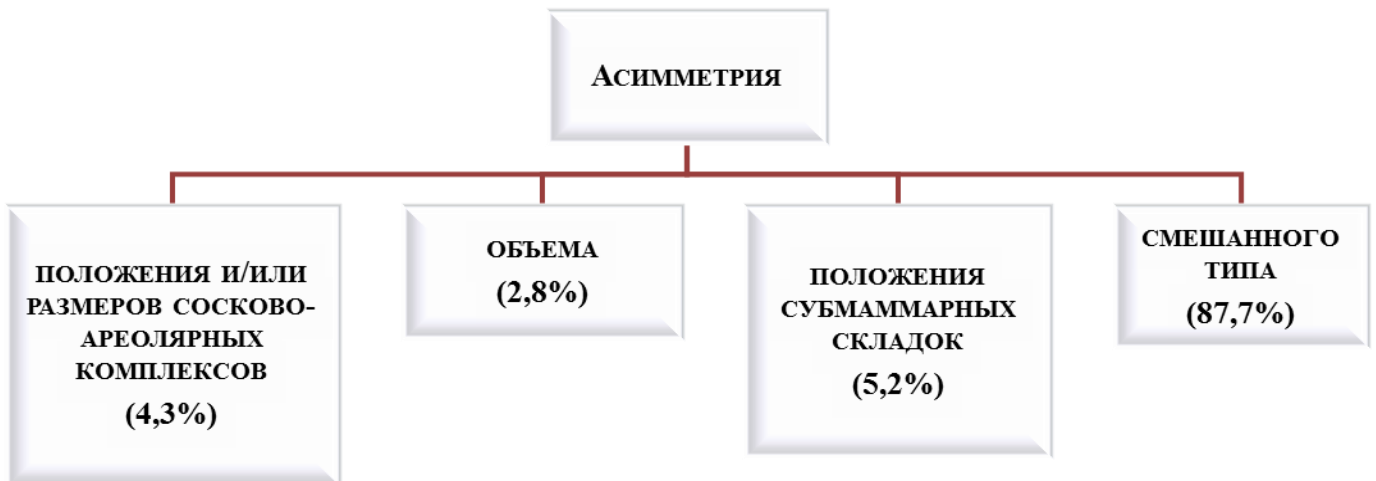 Асимметрия
положения и/или
размеров сосково-
ареолярных
комплексов
(4,3%)
объема
(2,8%)
положения
субмаммарных
складок
(5,2%)
смешанного
типа
(87,7%)